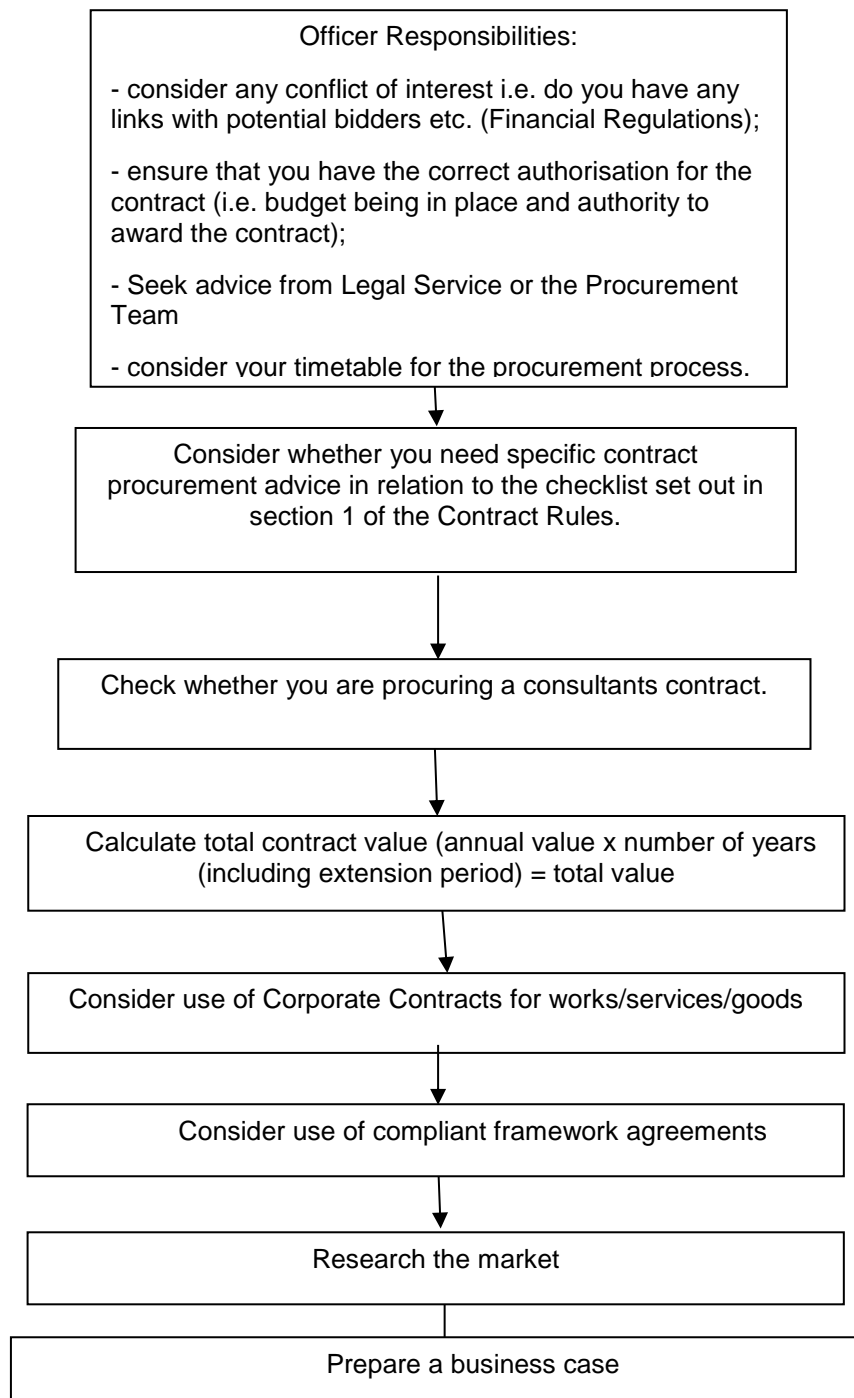 Officer Responsibilities:
- consider any conflict of interest i.e. do you have any
links with potential bidders etc. (Financial Regulations);
- ensure that you have the correct authorisation for the
contract (i.e. budget being in place and authority to
award the contract);
- Seek advice from Legal Service or the Procurement
Team
- consider your timetable for the procurement process.
Consider whether you need specific contract
procurement advice in relation to the checklist set out in
section 1 of the Contract Rules.
Check whether you are procuring a consultants contract.
Calculate total contract value (annual value x number of years
(including extension period) = total value
Consider use of Corporate Contracts for works/services/goods
Consider use of compliant framework agreements
Research the market
Prepare a business case